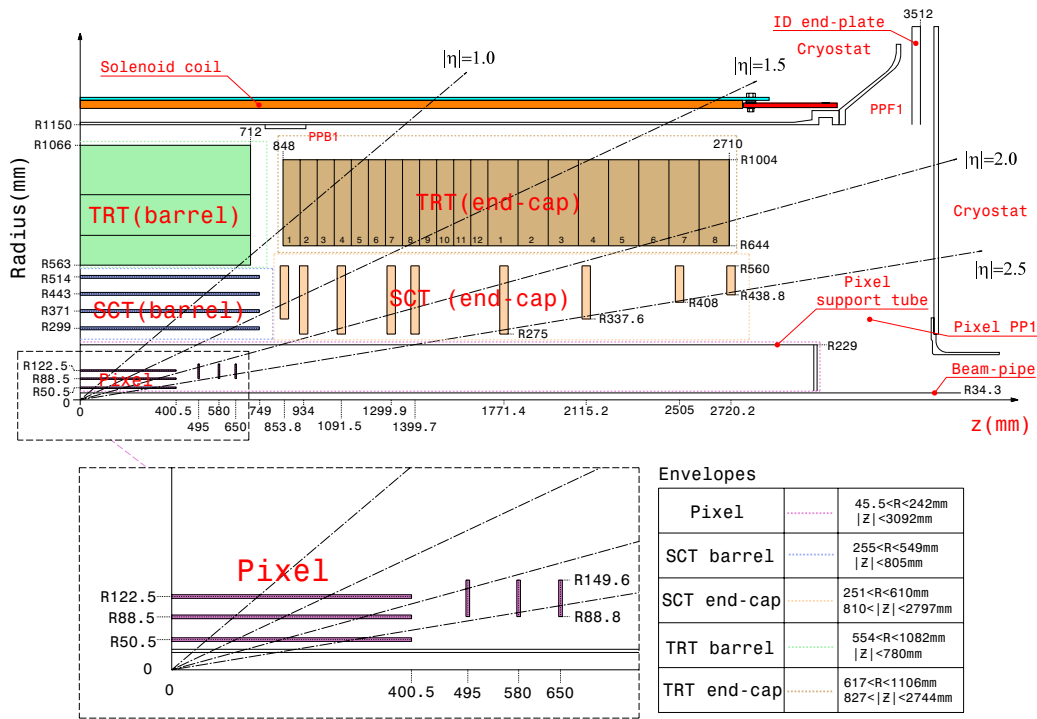 ID end-plate
3512
Cryostat
|η|=1.0
|η|=1.5
Solenoid coil
PPF1
R1150
PPB1
712
R1066
848
2710
R1004
|η|=2.0
TRT(barrel)
TRT(end-cap)
Cryostat
Radius(mm)
1 2 3 4 5 6 7 8 9 10 11 12 1 2 3 4 5 6 7 8
R644
R563
R560
|η|=2.5
R514
R443
SCT(barrel)
SCT (end-cap)
R438.8
R408
Pixel
support tube
R371
R337.6
R299
R275
Pixel PP1
R229
R122.5
R88.5
Pixel
R50.5
Beam-pipe
R34.3
0
0
400.5
580
749
934
1299.9
1771.4
2115.2
2505
2720.2
495
650
853.8
1091.5
1399.7
z(mm)
Pixel
R149.6
R122.5
R88.5
R88.8
R50.5
0
0
400.5
495
580
650
Envelopes
Pixel
45.5<R<242mm
|Z|<3092mm
SCT barrel
255<R<549mm
|Z|<805mm
SCT end-cap
251<R<610mm
810<|Z|<2797mm
TRT barrel
554<R<1082mm
|Z|<780mm
TRT end-cap
617<R<1106mm
827<|Z|<2744mm